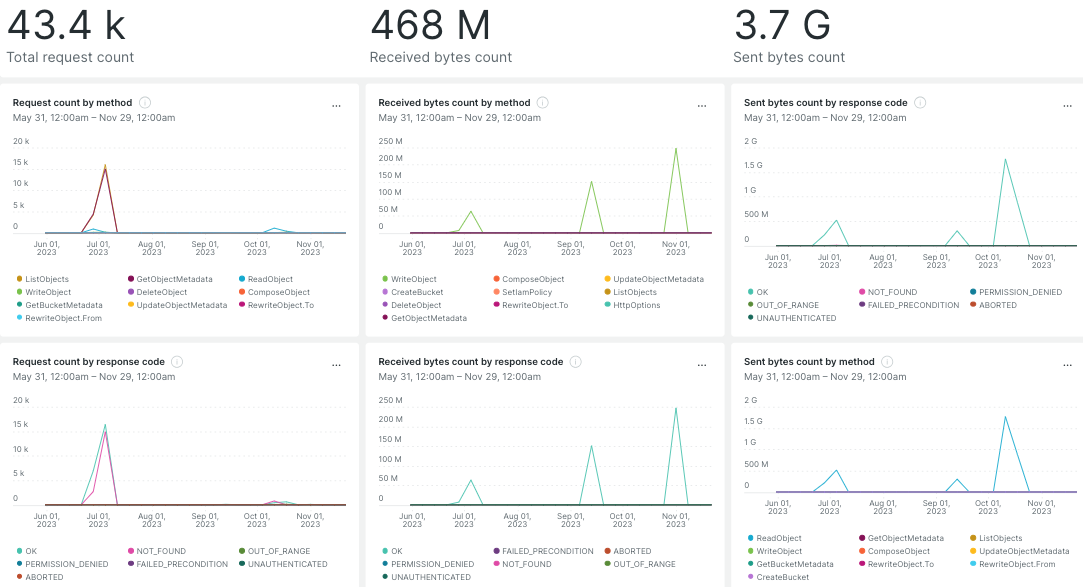 43.4 k
Total request count
468 M
Received bytes count
3.7 G
Sent bytes count
Request count by method
...
May 31, 12:00am – Nov 29, 12:00am
20 k
15 k
10 k
5 k
0
Jun 01, 2023
Jul 01, 2023
Aug 01, 2023
Sep 01, 2023
Oct 01, 2023
Nov 01, 2023
ListObjects
GetObjectMetadata
ReadObject
WriteObject
DeleteObject
ComposeObject
GetBucketMetadata
UpdateObjectMetadata
RewriteObject.To
RewriteObject.From
Received bytes count by method
...
May 31, 12:00am – Nov 29, 12:00am
250 M
200 M
150 M
100 M
50 M
0
Jun 01, 2023
Jul 01, 2023
Aug 01, 2023
Sep 01, 2023
Oct 01, 2023
Nov 01, 2023
WriteObject
ComposeObject
UpdateObjectMetadata
CreateBucket
SetIamPolicy
ListObjects
DeleteObject
RewriteObject.To
HttpOptions
GetObjectMetadata
Sent bytes count by response code
...
May 31, 12:00am – Nov 29, 12:00am
2 G
1.5 G
1 G
500 M
0
Jun 01, 2023
Jul 01, 2023
Aug 01, 2023
Sep 01, 2023
Oct 01, 2023
Nov 01, 2023
OK
NOT_FOUND
PERMISSION_DENIED
OUT_OF_RANGE
FAILED_PRECONDITION
ABORTED
UNAUTHENTICATED
Request count by response code
...
May 31, 12:00am – Nov 29, 12:00am
20 k
15 k
10 k
5 k
0
Jun 01, 2023
Jul 01, 2023
Aug 01, 2023
Sep 01, 2023
Oct 01, 2023
Nov 01, 2023
OK
NOT_FOUND
OUT_OF_RANGE
PERMISSION_DENIED
FAILED_PRECONDITION
UNAUTHENTICATED
ABORTED
Received bytes count by response code
...
May 31, 12:00am – Nov 29, 12:00am
250 M
200 M
150 M
100 M
50 M
0
Jun 01, 2023
Jul 01, 2023
Aug 01, 2023
Sep 01, 2023
Oct 01, 2023
Nov 01, 2023
OK
FAILED_PRECONDITION
ABORTED
PERMISSION_DENIED
NOT_FOUND
OUT_OF_RANGE
UNAUTHENTICATED
Sent bytes count by method
...
May 31, 12:00am – Nov 29, 12:00am
2 G
1.5 G
1 G
500 M
0
Jun 01, 2023
Jul 01, 2023
Aug 01, 2023
Sep 01, 2023
Oct 01, 2023
Nov 01, 2023
ReadObject
GetObjectMetadata
ListObjects
WriteObject
ComposeObject
UpdateObjectMetadata
GetBucketMetadata
RewriteObject.To
RewriteObject.From
CreateBucket